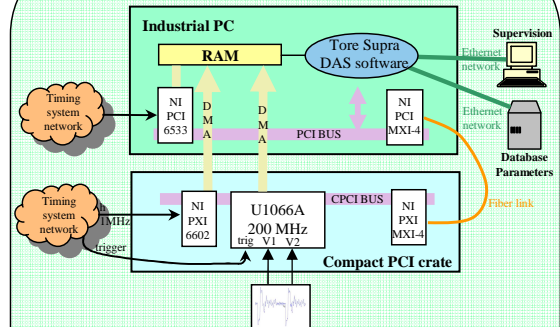 Industrial PC
Supervision
RAM
Tore Supra
DAS software
Ethernet
network
Timing
system
network
NI
PCI
6533
DMA
DMA
NI
PCI
MXI-4
PCI BUS
Ethernet
network
Database
Parameters
Timing
system
network
h
1MHz
trigger
NI
PXI
6602
U1066A
200 MHz
trig V1 V2
CPCI BUS
NI
PXI
MXI-4
Fiber link
Compact PCI crate